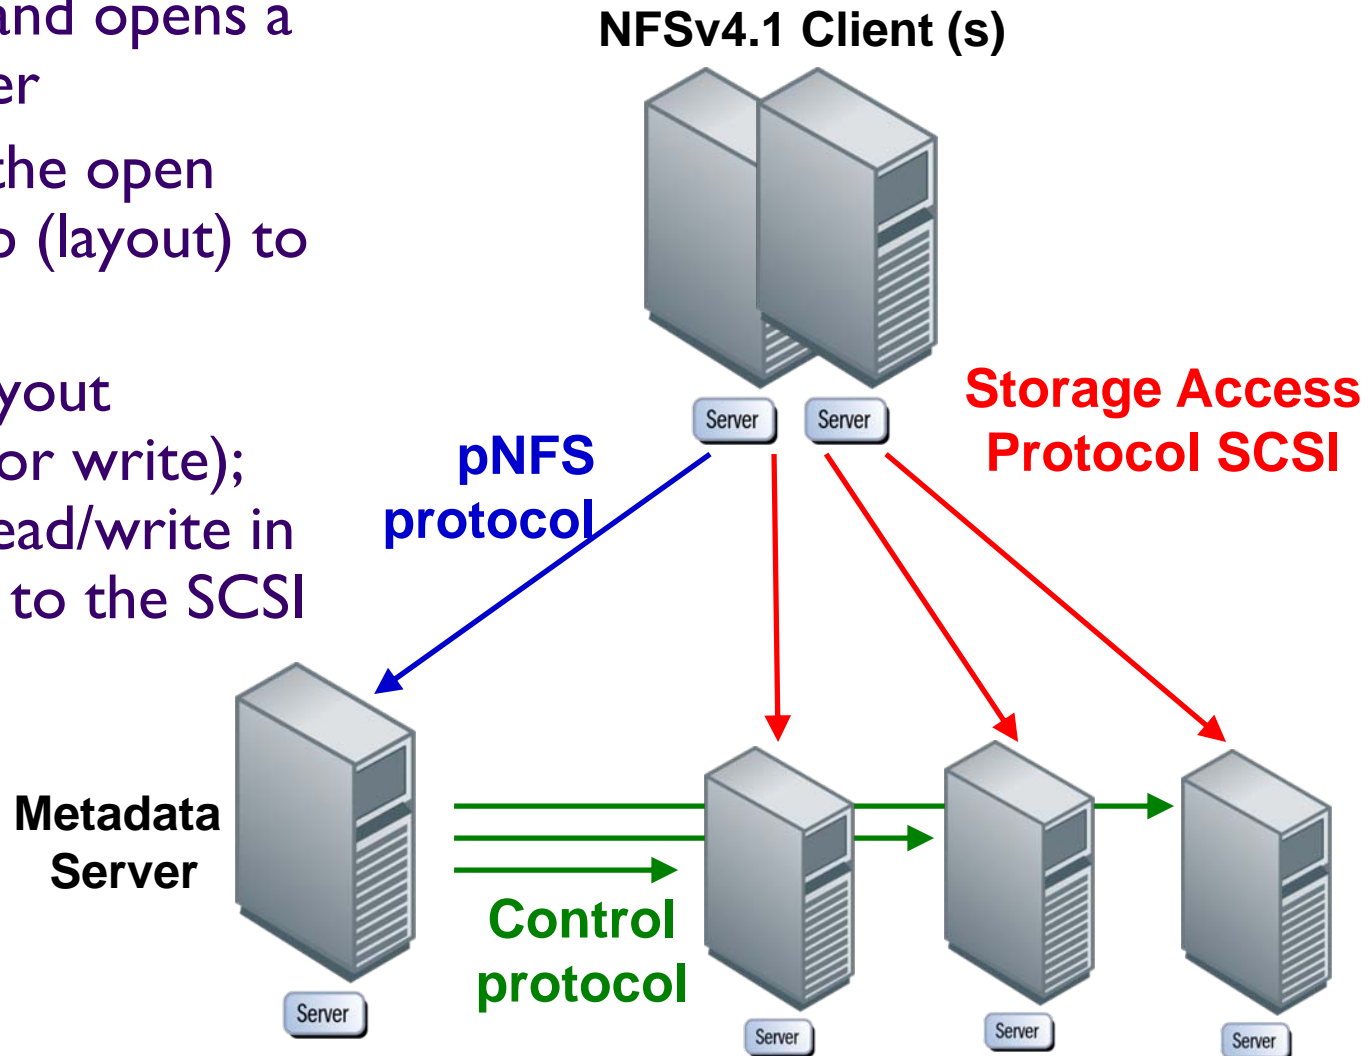 and opens a
er
the open
o (layout) to
yout
or write);
ead/write in
to the SCSI
NFSv4.1 Client (s)
Server
Server
Storage Access
Protocol SCSI
pNFS
protocol
Metadata
Server
Server
Control
protocol
Server
Server
Server